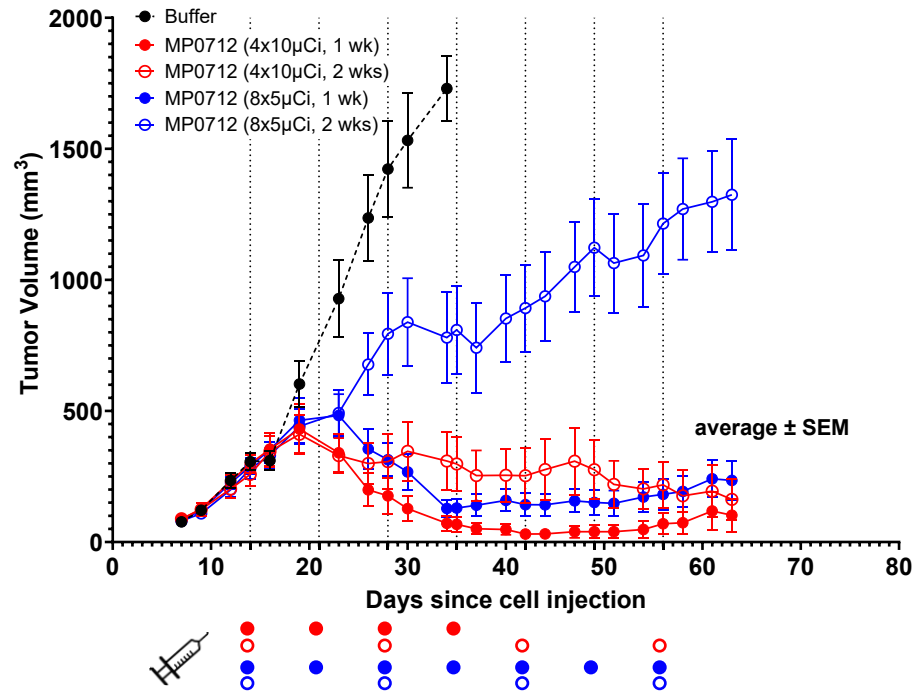 Buffer
MP0712 (4x10µCi, 1 wk)
MP0712 (4x10µCi, 2 wks)
MP0712 (8x5µCi, 1 wk)
MP0712 (8x5µCi, 2 wks)
Tumor Volume (mm³)
2000
1500
1000
500
0
average ± SEM
0 10 20 30 40 50 60 70 80
Days since cell injection